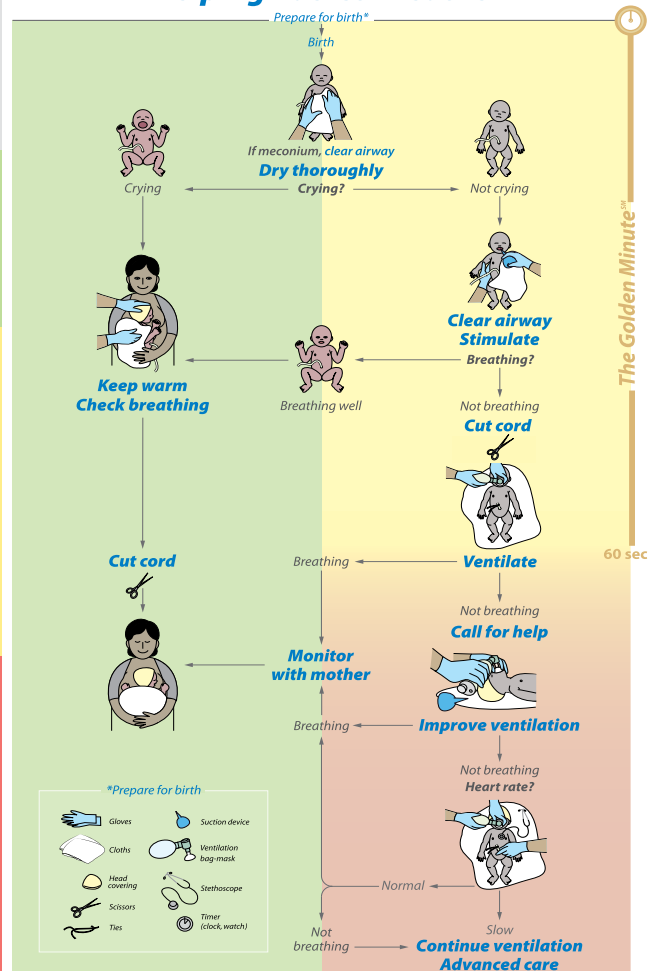 Prepare for birth*
Birth
If meconium, clear airway
Dry thoroughly
Crying
Crying?
Not crying
The Golden Minute℠
Clear airway
Stimulate
Breathing?
Keep warm
Check breathing
Breathing well
Not breathing
Cut cord
60 sec
Cut cord
Breathing
Ventilate
Not breathing
Call for help
Monitor
with mother
Breathing
Improve ventilation
Not breathing
Heart rate?
*Prepare for birth
Gloves
Suction device
Cloths
Ventilation
bag-mask
Head
covering
Stethoscope
Scissors
Ties
Timer
(clock, watch)
Normal
Not
breathing
Slow
Continue ventilation
Advanced care